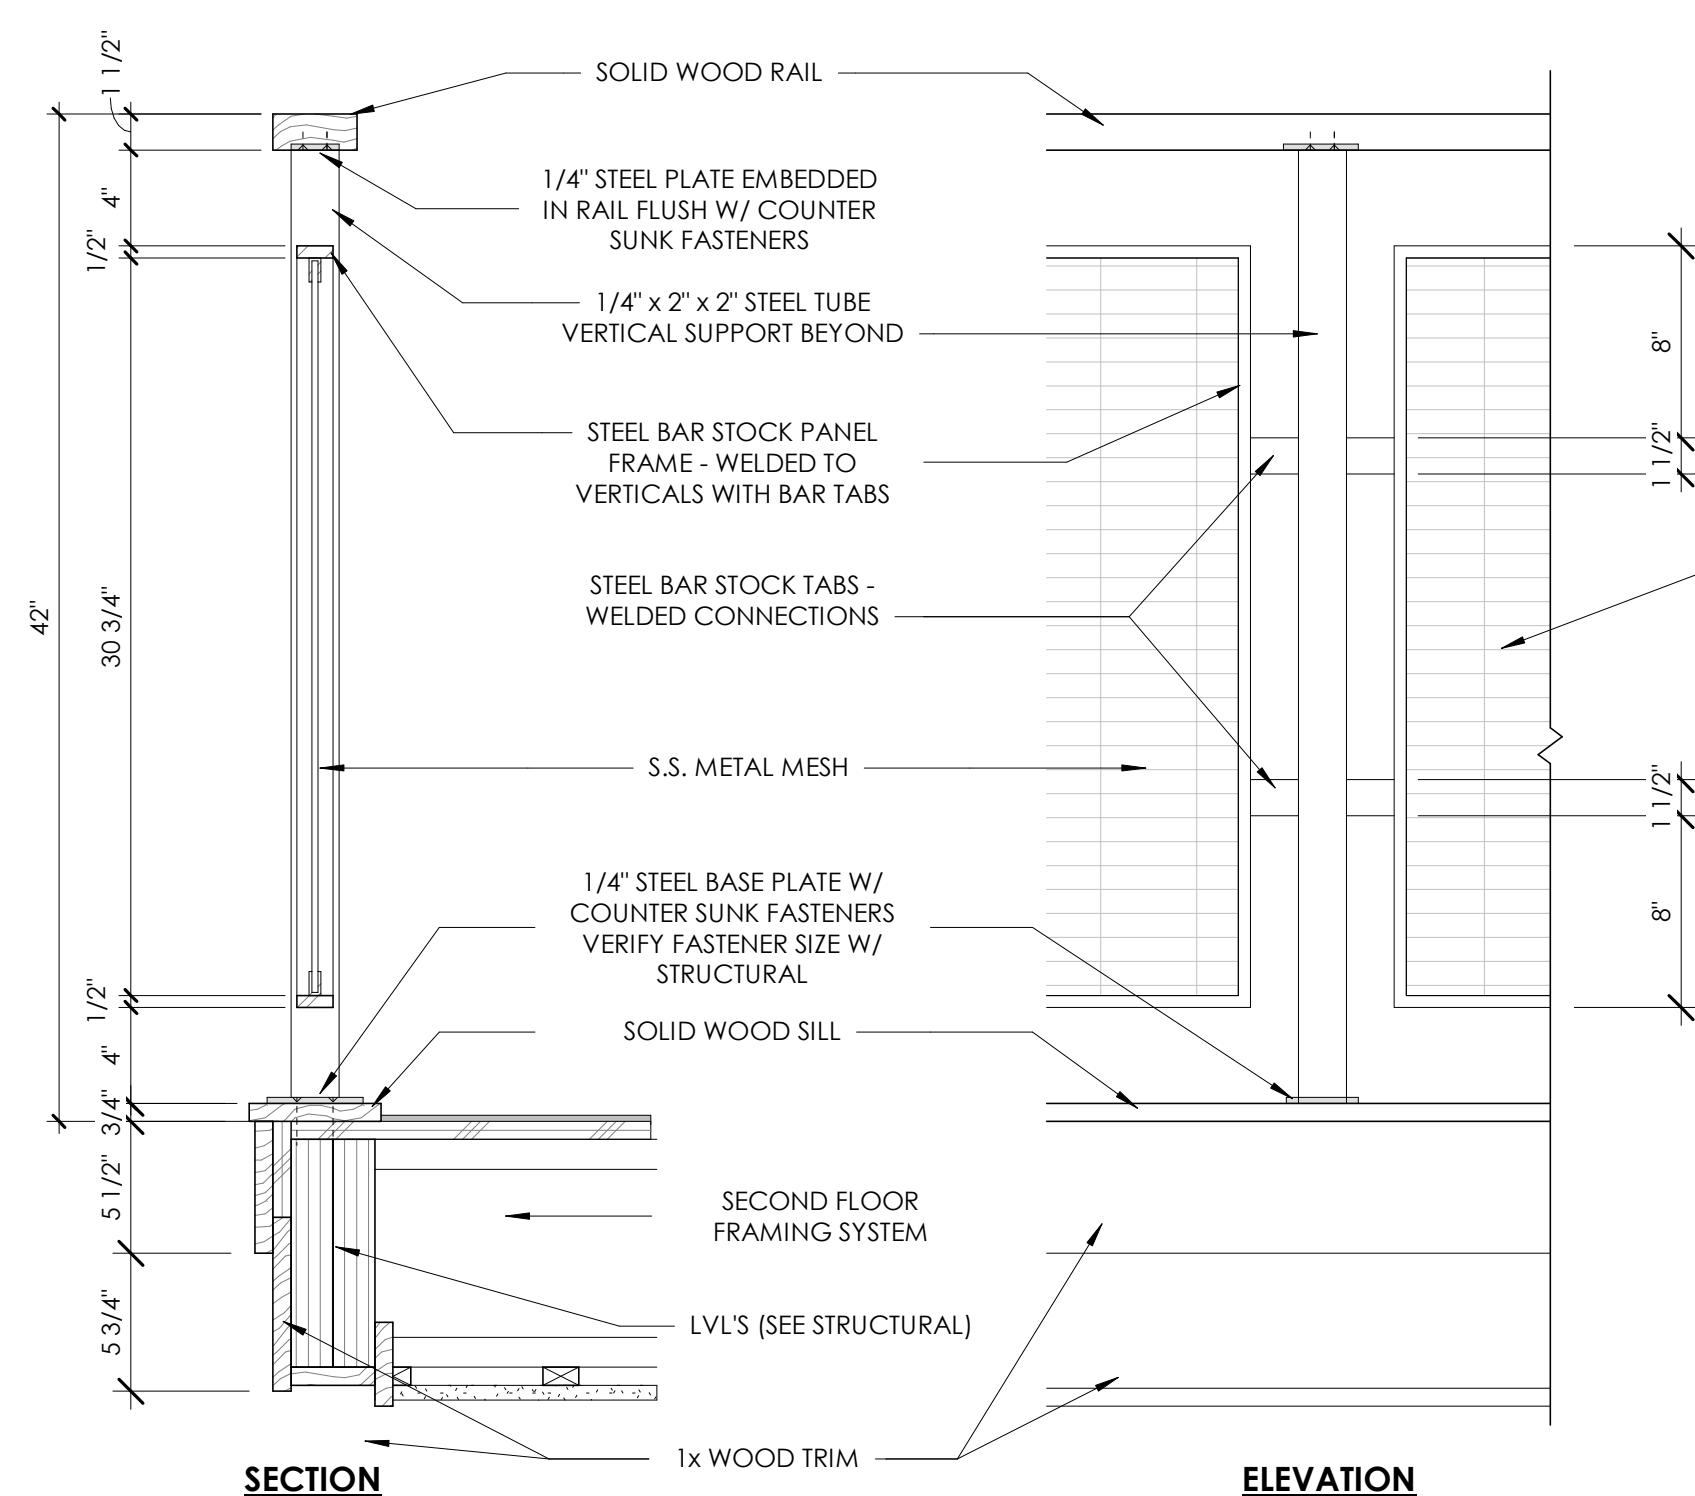 1 1/2"
SOLID WOOD RAIL
1/4" STEEL PLATE EMBEDDED
IN RAIL FLUSH W/ COUNTER
SUNK FASTENERS
4"
1/2"
1/4" x 2" x 2" STEEL TUBE
VERTICAL SUPPORT BEYOND
8"
STEEL BAR STOCK PANEL
FRAME - WELDED TO
VERTICALS WITH BAR TABS
1 1/2"
42"
30 3/4"
STEEL BAR STOCK TABS -
WELDED CONNECTIONS
S.S. METAL MESH
1 1/2"
1/4" STEEL BASE PLATE W/
COUNTER SUNK FASTENERS
VERIFY FASTENER SIZE W/
STRUCTURAL
8"
1/2"
SOLID WOOD SILL
4"
3/4"
5 1/2"
SECOND FLOOR
FRAMING SYSTEM
5 3/4"
LVL'S (SEE STRUCTURAL)
1x WOOD TRIM
SECTION
ELEVATION